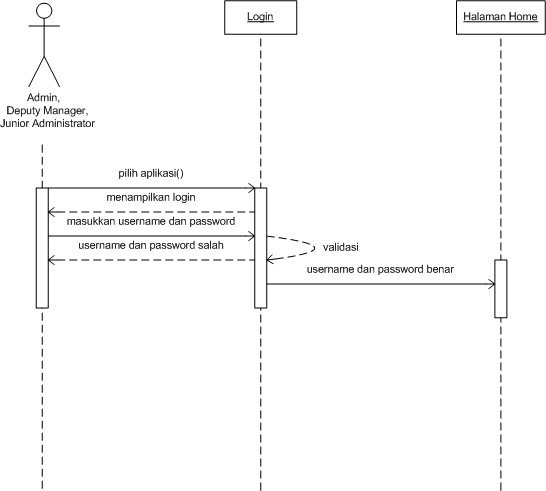 Login
Halaman Home
Admin,
Deputy Manager,
Junior Administrator
pilih aplikasi()
menampilkan login
masukkan username dan password
username dan password salah
validasi
username dan password benar